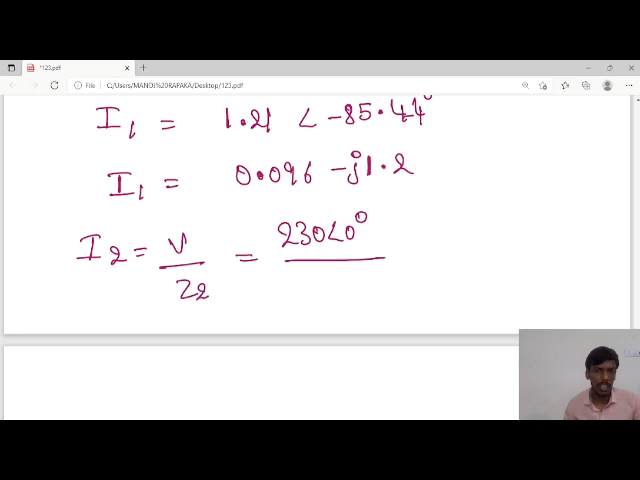 *123.pdf
File C:/Users/MANOJ%20RAPAKA/Desktop/123.pdf
I₁ = 1.21 ∠ -85.44°
I₁ = 0.096 - j1.2
I₂ = V/Z₂ = 230∠0°